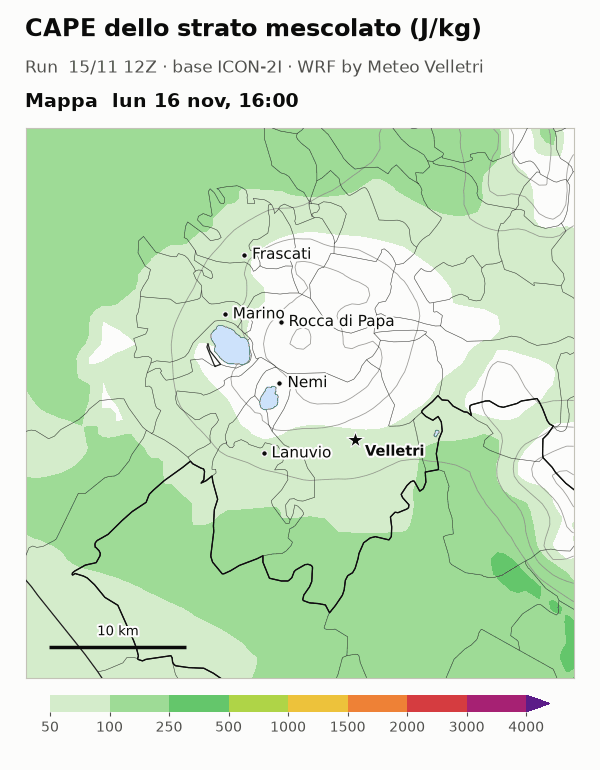 CAPE dello strato mescolato (J/kg)
Run  15/11 12Z · base ICON-2I · WRF by Meteo Velletri
Mappa  lun 16 nov, 16:00
Frascati
Marino
Rocca di Papa
Nemi
Velletri
Lanuvio
10 km
50 100 250 500 1000 1500 2000 3000 4000